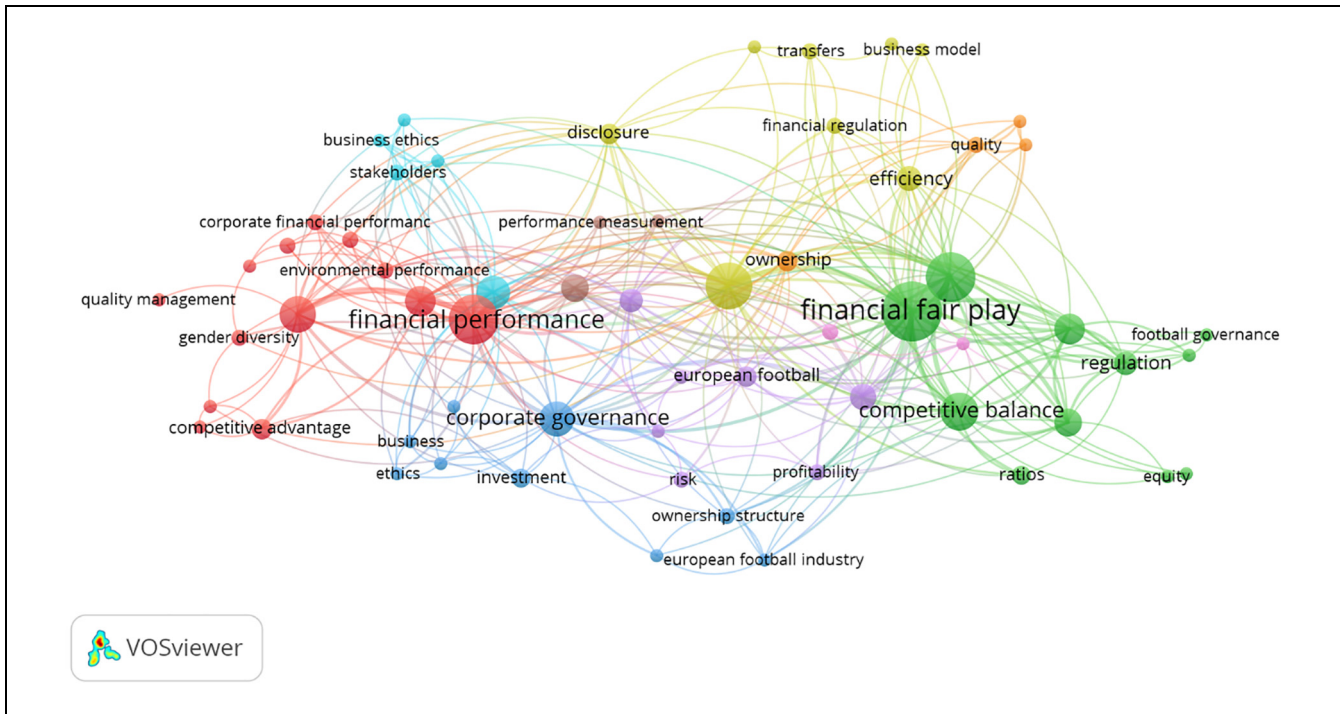 transfers
business model
disclosure
financial regulation
business ethics
quality
stakeholders
efficiency
corporate financial performanc
performance measurement
ownership
environmental performance
quality management
financial performance
financial fair play
gender diversity
football governance
regulation
european football
competitive balance
corporate governance
competitive advantage
business
ethics
investment
risk
profitability
ratios
equity
ownership structure
european football industry
VOSviewer